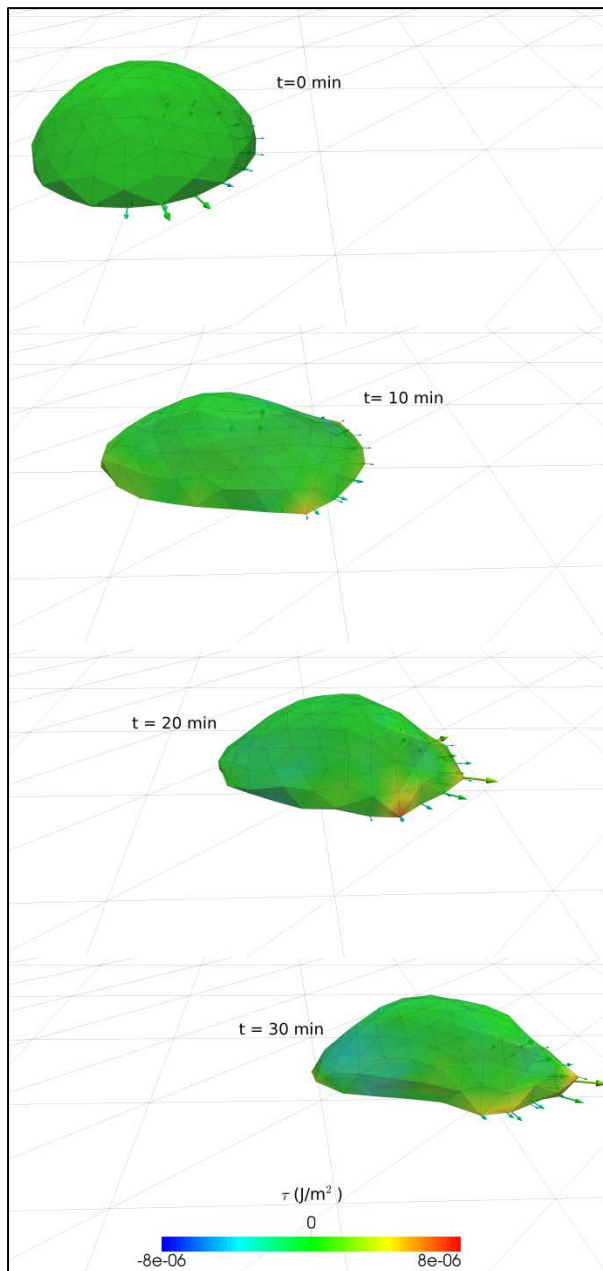 t=0 min
t= 10 min
t = 20 min
t = 30 min
τ (J/m²)
0
-8e-06 8e-06